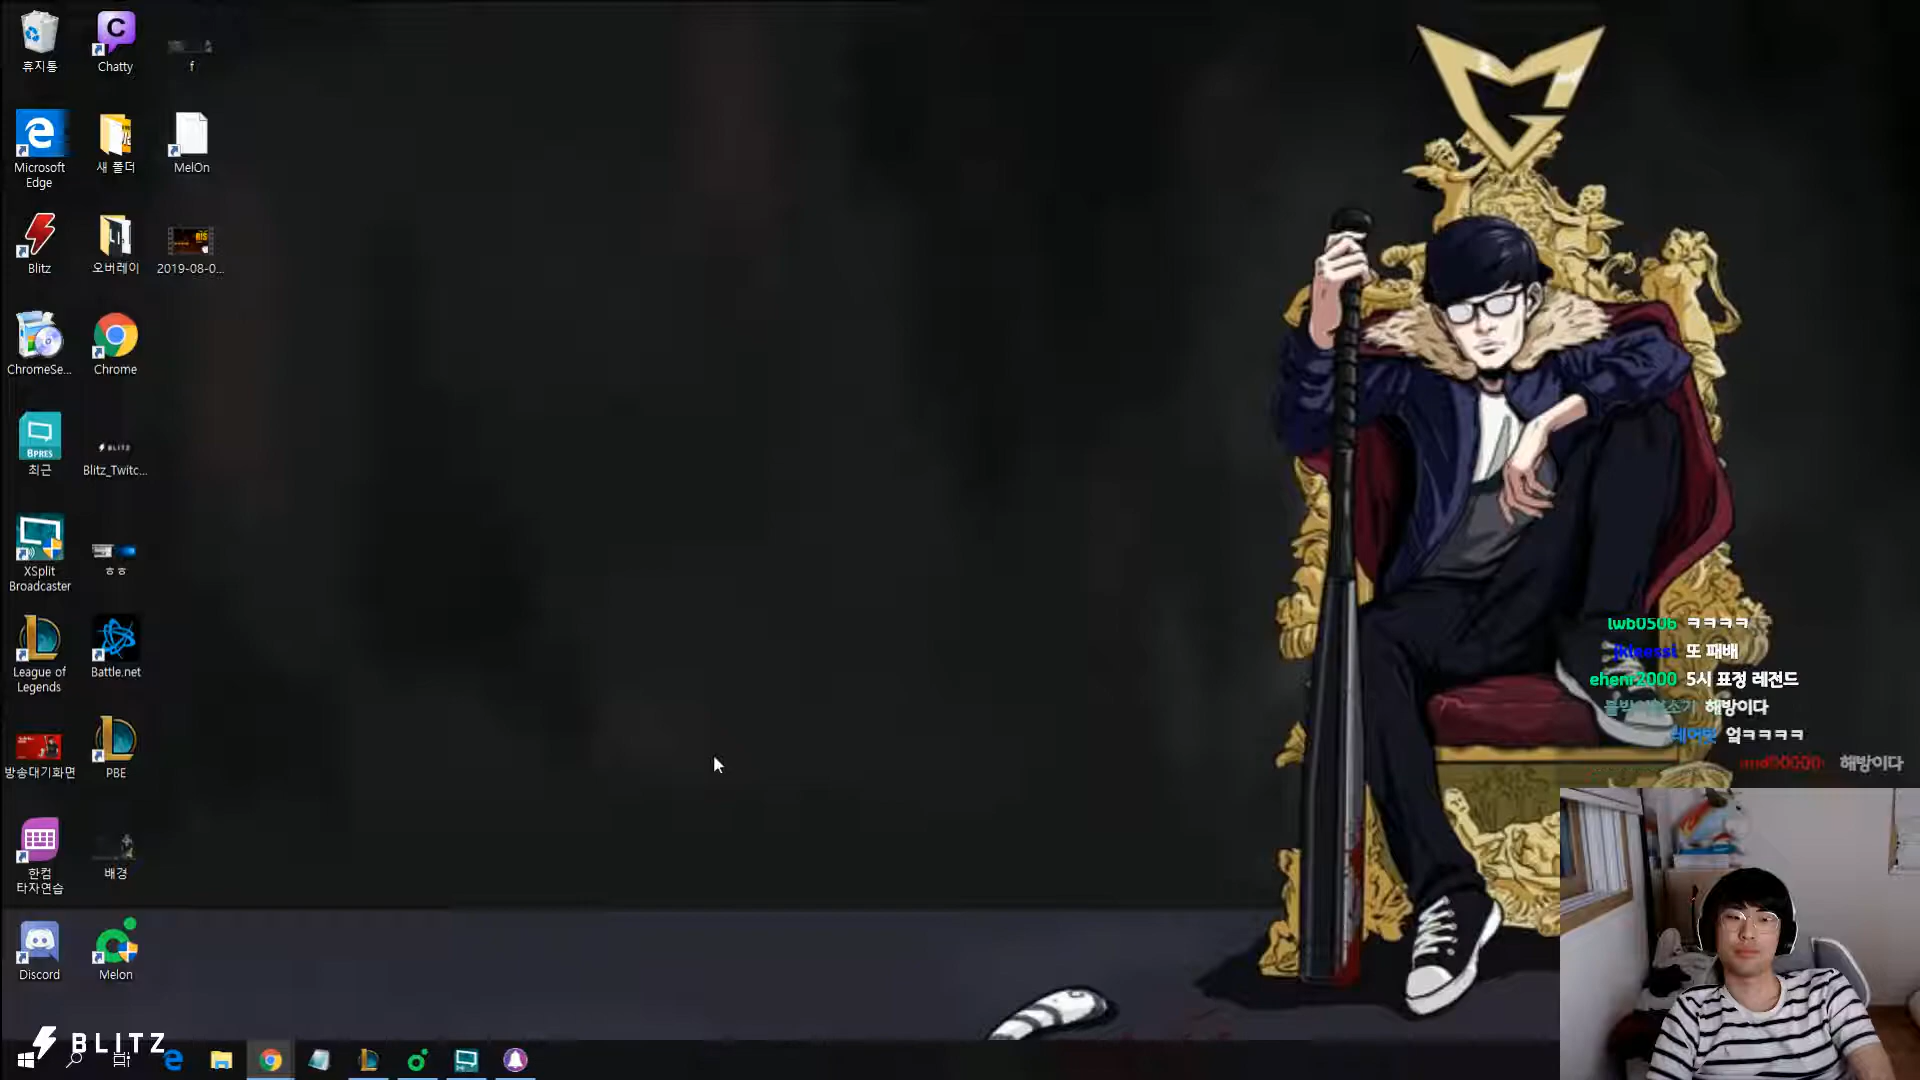 휴지통
Chatty
f
Microsoft
Edge
새 폴더
MelOn
Blitz
오버레이
2019-08-0...
ChromeSe...
Chrome
8PRES
최근
Blitz_Twitc...
XSplit
Broadcaster
ㅎㅎ
League of
Legends
Battle.net
방송대기화면
PBE
한컴
타자연습
배경
Discord
Melon
BLITZ
lwb0506 ㅋㅋㅋㅋ
jkleesst 또 패배
ehenr2000 5시 표정 레전드
해방이다
엌ㅋㅋㅋㅋ
해방이다